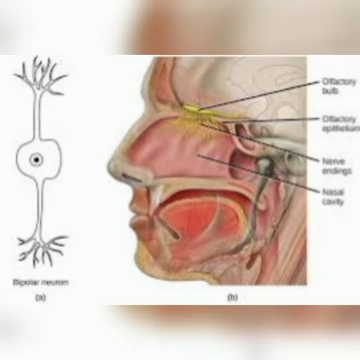 Olfactory
bulb
Olfactory
epithelium
Nerve
endings
Nasal
cavity
Bipolar neuron
(a)
(b)